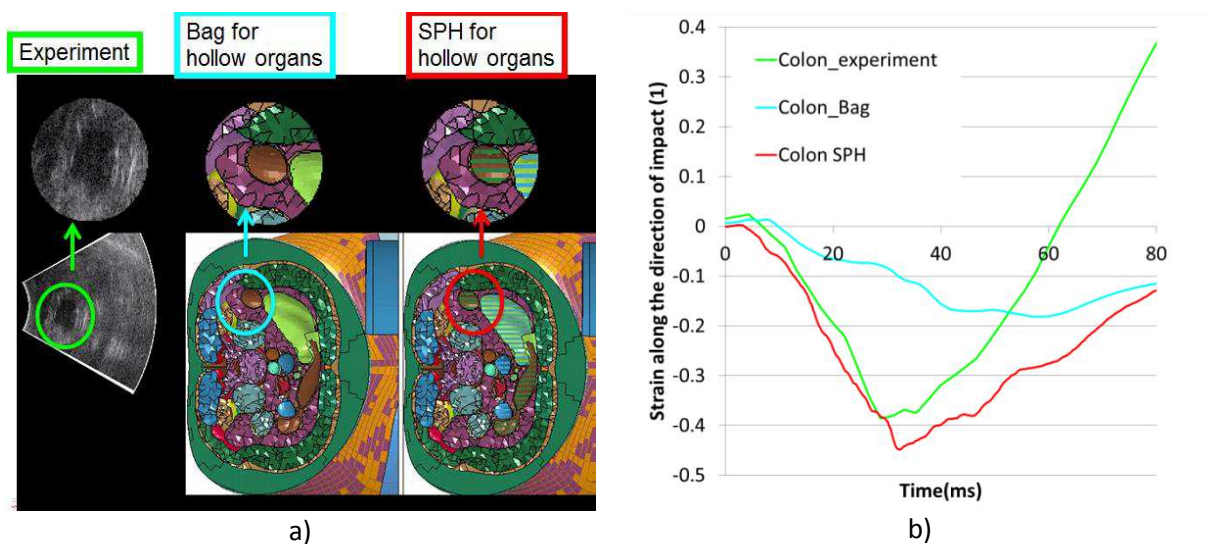 Experiment
Bag for
hollow organs
SPH for
hollow organs
a)
0.4
0.3
0.2
0.1
0
-0.1
-0.2
-0.3
-0.4
-0.5
Strain along the direction of impact (1)
Colon_experiment
Colon_Bag
Colon SPH
0
20
40
60
80
Time(ms)
b)